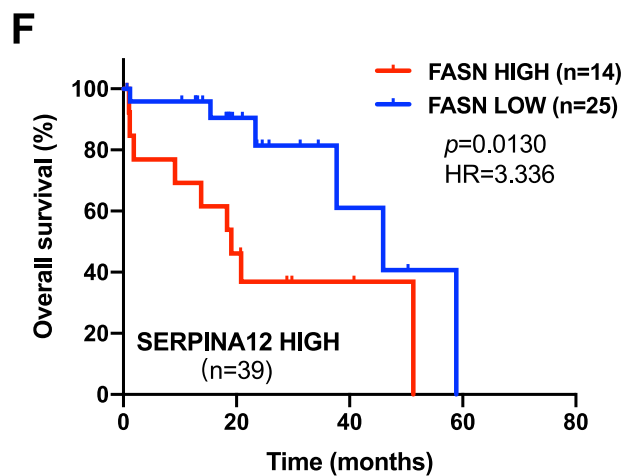 F
FASN HIGH (n=14)
FASN LOW (n=25)
p=0.0130
HR=3.336
Overall survival (%)
100
80
60
40
20
0
SERPINA12 HIGH
(n=39)
0 20 40 60 80
Time (months)